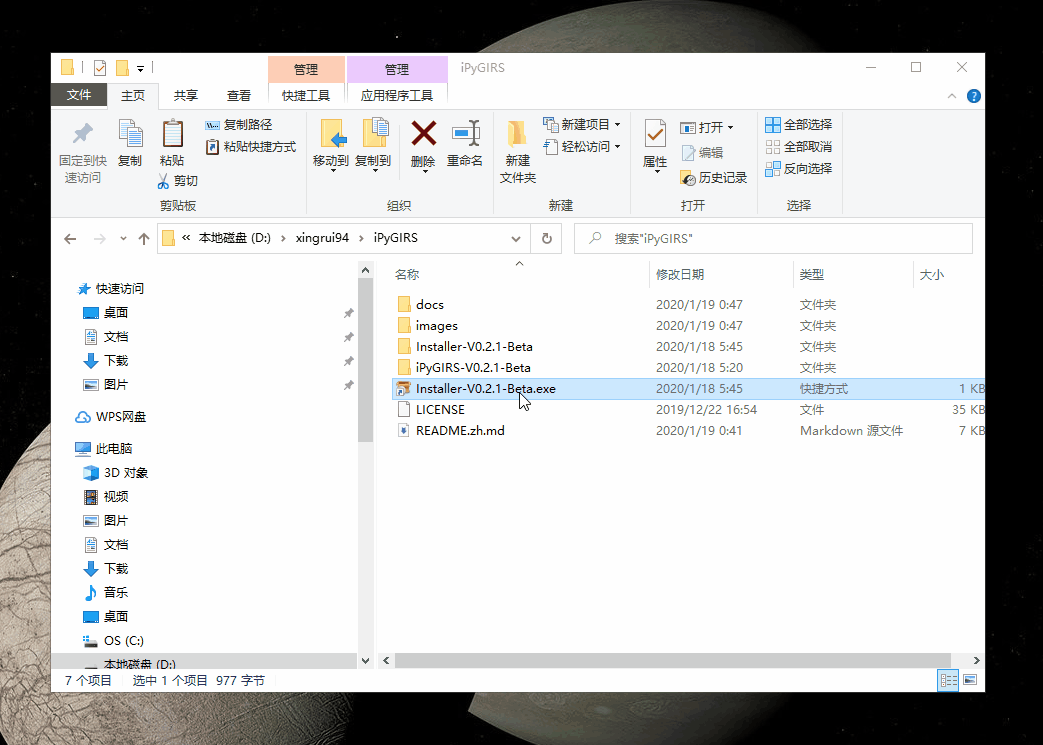 管理 管理 iPyGIRS
文件 主页 共享 查看 快捷工具 应用程序工具
固定到快速访问 复制 粘贴 复制路径 粘贴快捷方式 剪切
移动到 复制到 删除 重命名
新建文件夹 新建项目 轻松访问
属性 打开 编辑 历史记录
全部选择 全部取消 反向选择
剪贴板 组织 新建 打开 选择
« 本地磁盘 (D:) › xingrui94 › iPyGIRS 搜索"iPyGIRS"
名称 修改日期 类型 大小
快速访问
桌面
文档
下载
图片
WPS网盘
此电脑
3D 对象
视频
图片
文档
下载
音乐
桌面
OS (C:)
本地磁盘 (D:)
docs 2020/1/19 0:47 文件夹
images 2020/1/19 0:47 文件夹
Installer-V0.2.1-Beta 2020/1/18 5:45 文件夹
iPyGIRS-V0.2.1-Beta 2020/1/18 5:20 文件夹
Installer-V0.2.1-Beta.exe 2020/1/18 5:45 快捷方式 1 KB
LICENSE 2019/12/22 16:54 文件 35 KB
README.zh.md 2020/1/19 0:41 Markdown 源文件 7 KB
7 个项目 选中 1 个项目 977 字节